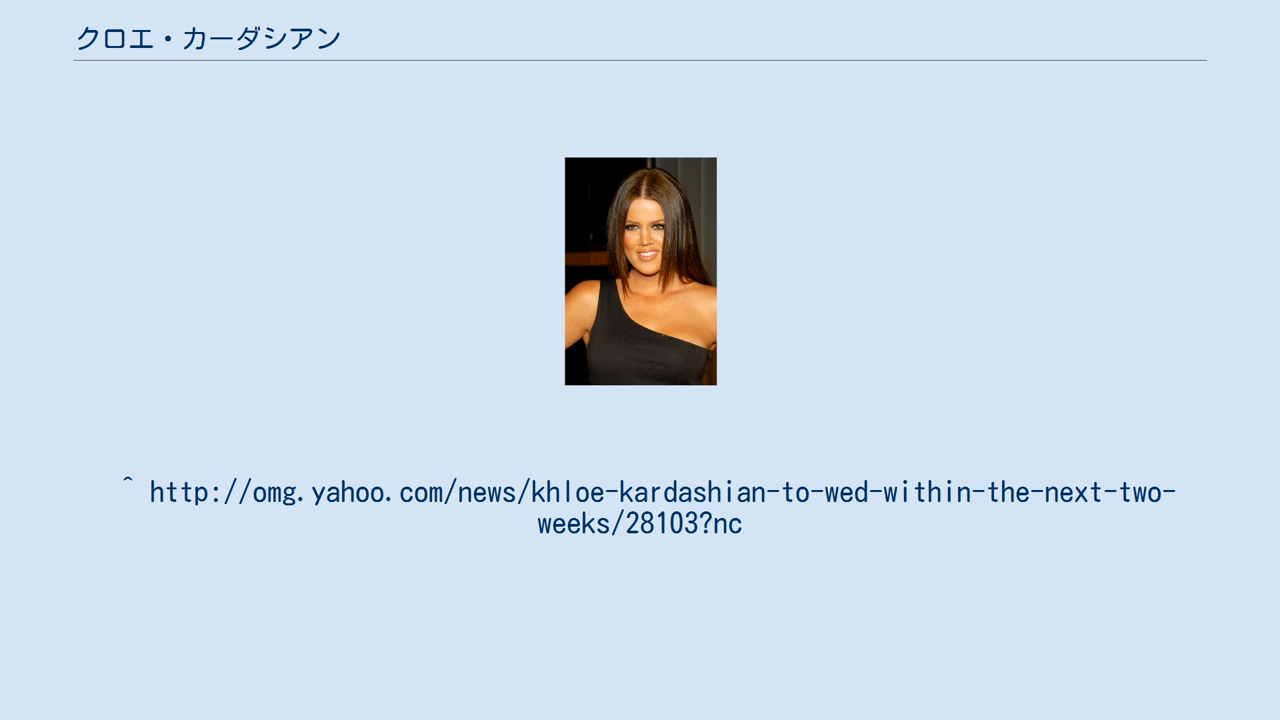 クロエ・カーダシアン
^ http://omg.yahoo.com/news/khloe-kardashian-to-wed-within-the-next-two-
weeks/28103?nc